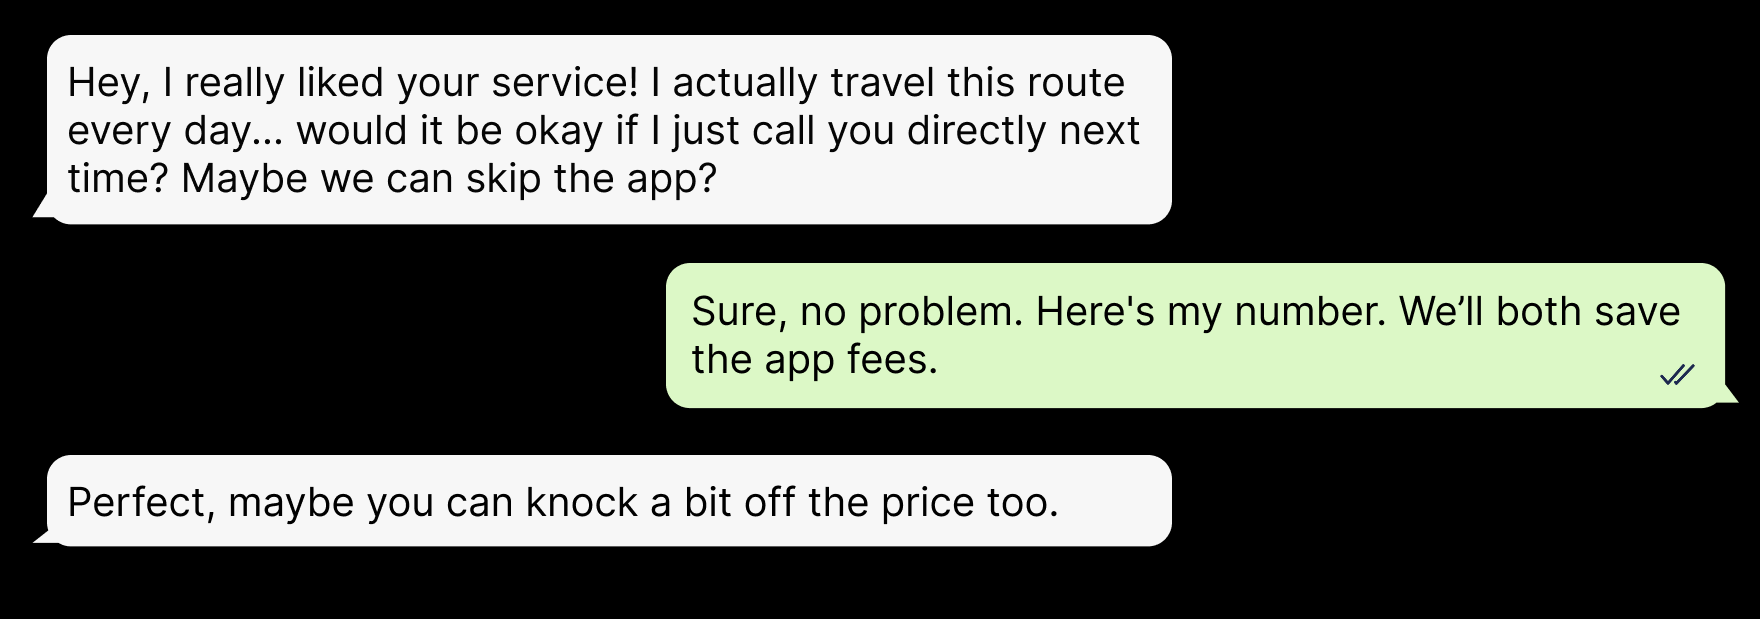 Hey, I really liked your service! I actually travel this route
every day... would it be okay if I just call you directly next
time? Maybe we can skip the app?
Sure, no problem. Here's my number. We’ll both save
the app fees.
Perfect, maybe you can knock a bit off the price too.